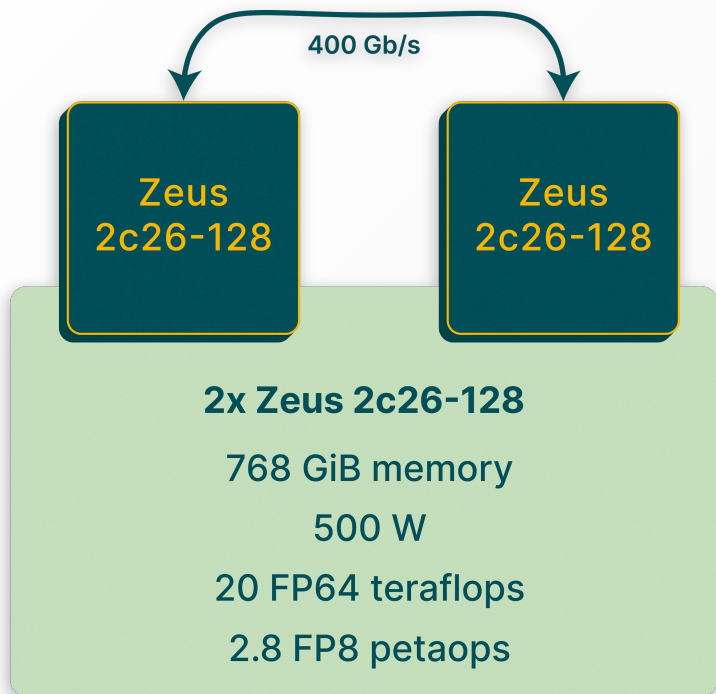 400 Gb/s
Zeus
2c26-128
Zeus
2c26-128
2x Zeus 2c26-128
768 GiB memory
500 W
20 FP64 teraflops
2.8 FP8 petaops